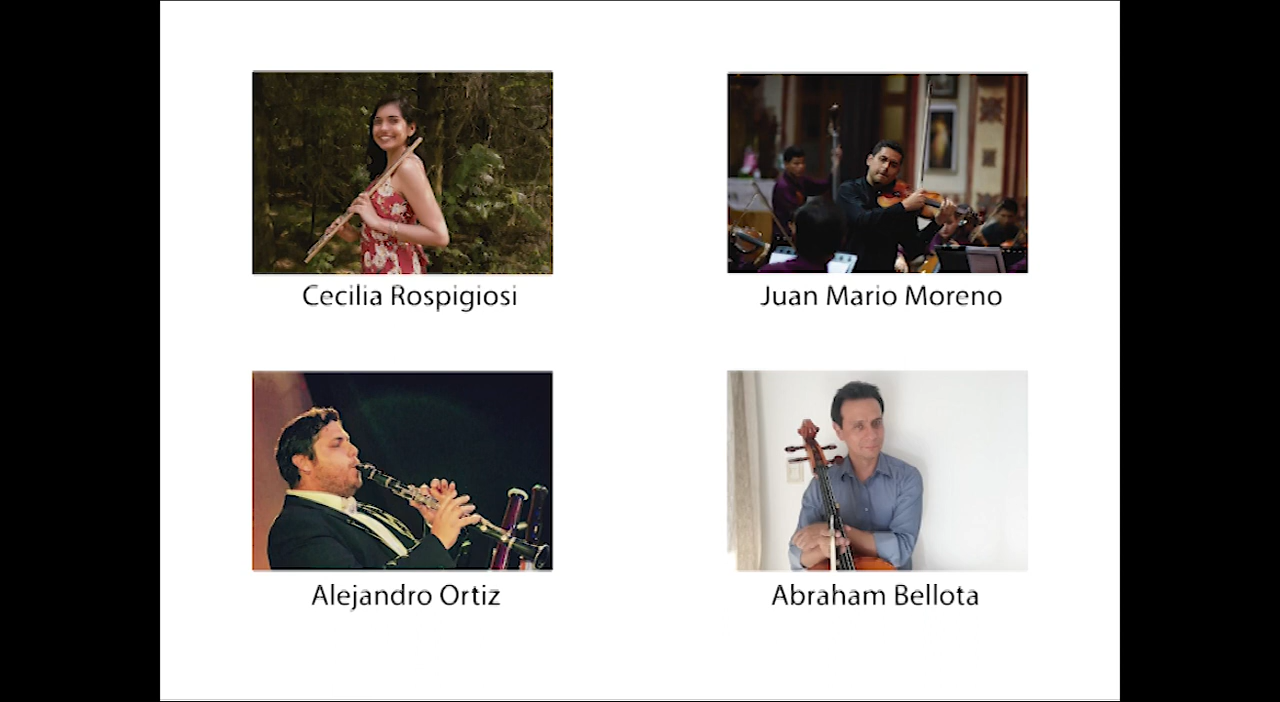 Cecilia Rospigiosi
Juan Mario Moreno
Alejandro Ortiz
Abraham Bellota